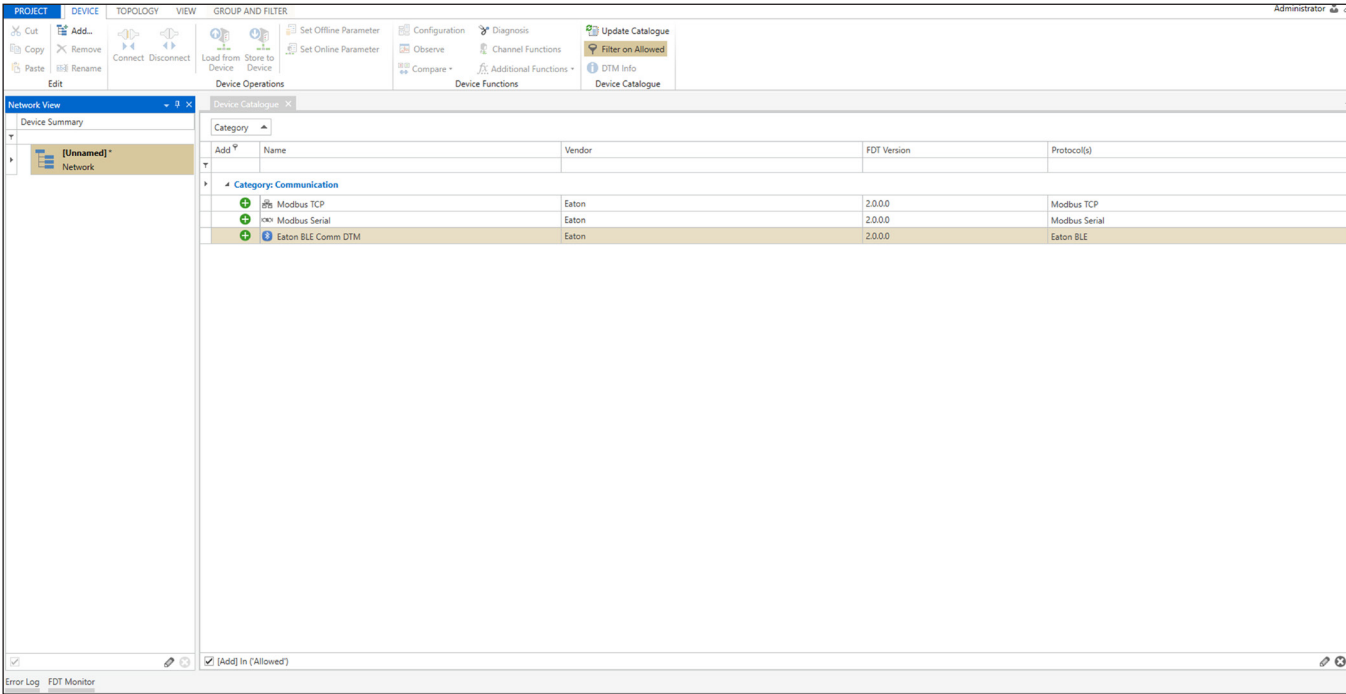 PROJECT DEVICE TOPOLOGY VIEW GROUP AND FILTER Administrator
Cut Add... Set Offline Parameter Configuration Diagnosis Update Catalogue
Copy Remove Connect Disconnect Load from Device Store to Device Set Online Parameter Observe Channel Functions Filter on Allowed
Paste Rename Compare Additional Functions DTM Info
Edit Device Operations Device Functions Device Catalogue
Network View Device Catalogue
Device Summary
Category
Add Name Vendor FDT Version Protocol(s)
[Unnamed] *
Network
Category: Communication
Modbus TCP Eaton 2.0.0.0 Modbus TCP
Modbus Serial Eaton 2.0.0.0 Modbus Serial
Eaton BLE Comm DTM Eaton 2.0.0.0 Eaton BLE
[Add] In ('Allowed')
Error Log FDT Monitor